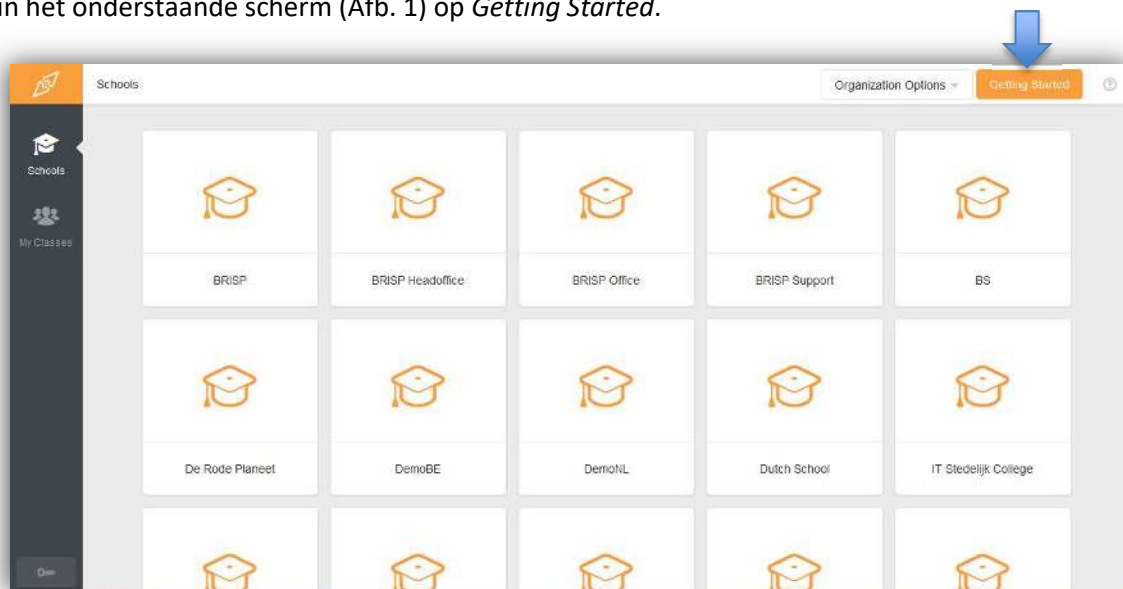 in het onderstaande scherm (Afb. 1) op Getting Started.
Schools
Organization Options
Getting Started
Schools
My Classes
BRISP
BRISP Headoffice
BRISP Office
BRISP Support
BS
De Rode Planeet
DemoBE
DemoNL
Dutch School
IT Stedelijk College